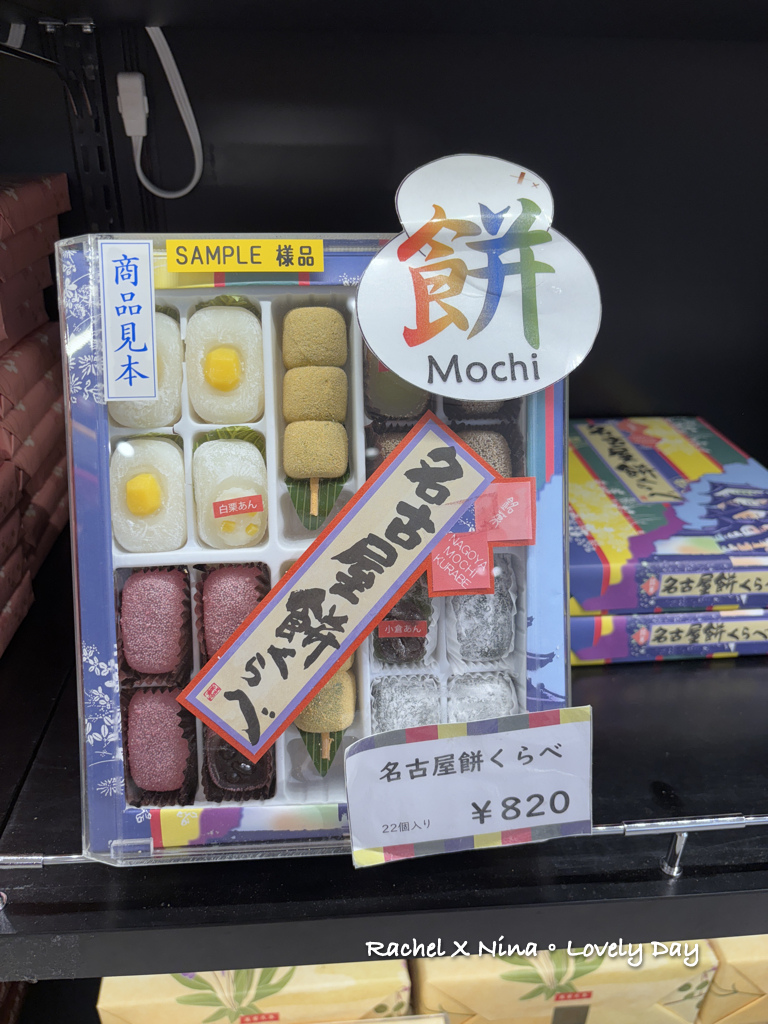 SAMPLE 様品
商品見本
餅
Mochi
白栗あん
名古屋餅くらべ
NAGOYA
MOCHI
KURABE
小倉あん
名古屋餅くらべ
名古屋餅くらべ
名古屋餅くらべ
22個入り
¥820
Rachel X Nina。Lovely Day